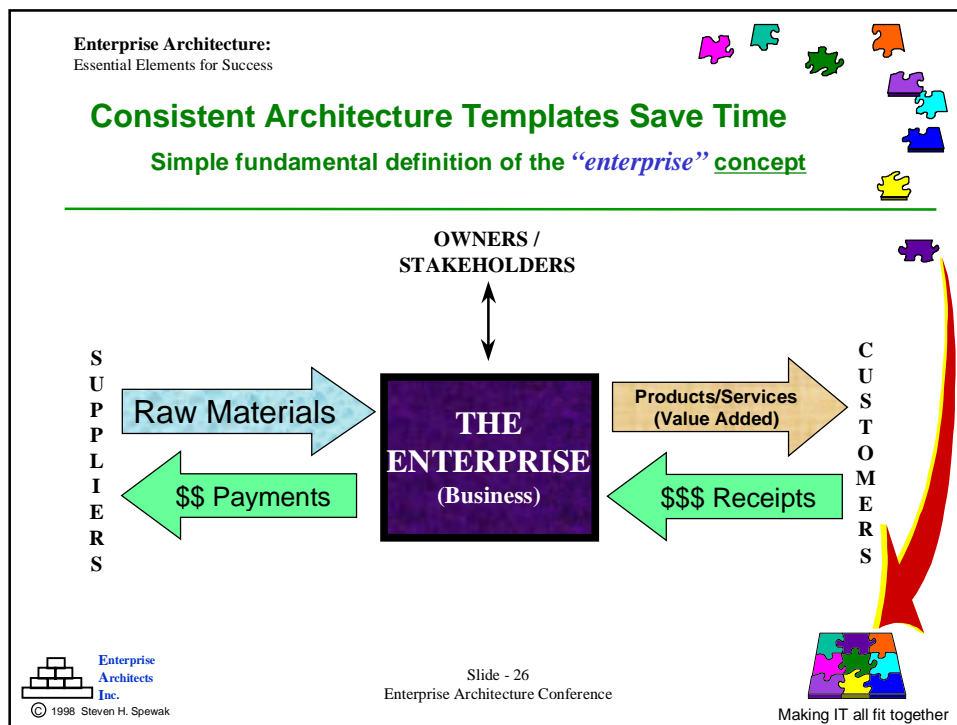 Enterprise Architecture:
Essential Elements for Success
Consistent Architecture Templates Save Time
Simple fundamental definition of the “enterprise” concept
OWNERS /
STAKEHOLDERS
SUPPLIERS
Raw Materials
$$ Payments
THE
ENTERPRISE
(Business)
Products/Services
(Value Added)
$$$ Receipts
CUSTOMERS
Enterprise
Architects
Inc.
© 1998 Steven H. Spewak
Slide - 26
Enterprise Architecture Conference
Making IT all fit together